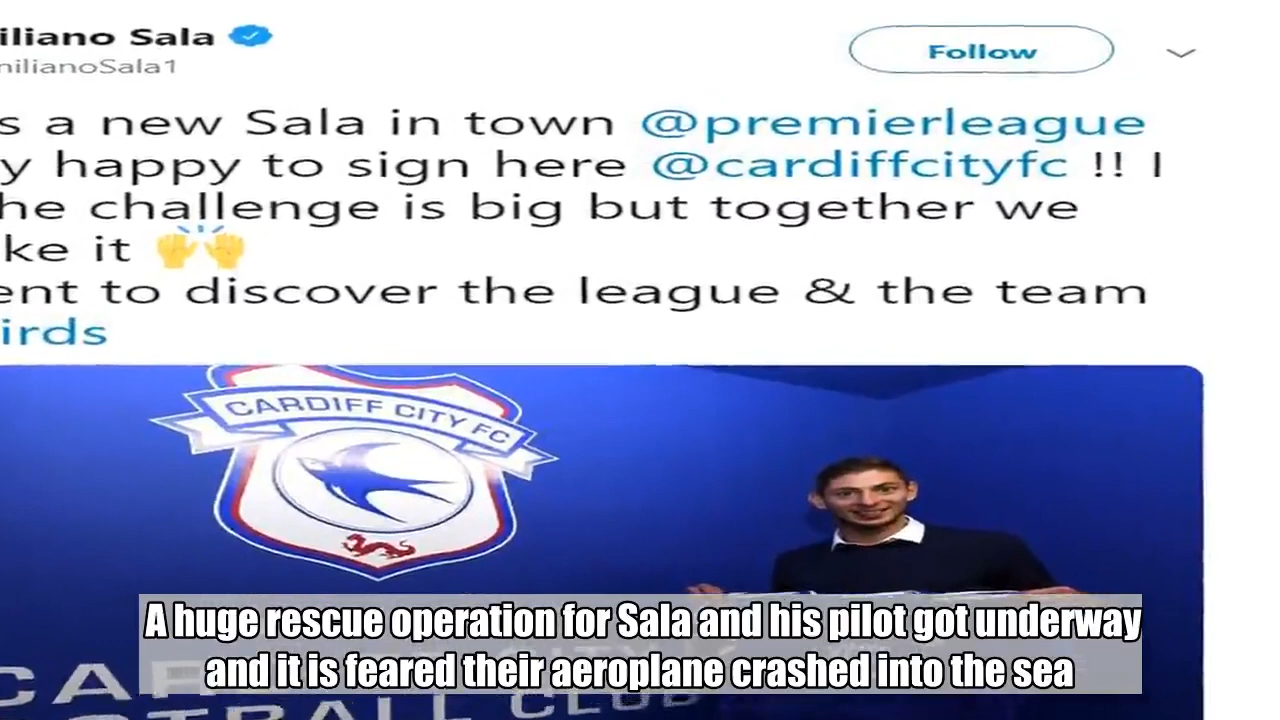 iliano Sala
nilianoSala1
Follow
s a new Sala in town @premierleague
y happy to sign here @cardiffcityfc !! I
he challenge is big but together we
ke it 🙌
ent to discover the league & the team
irds
CARDIFF CITY FC
A huge rescue operation for Sala and his pilot got underway
and it is feared their aeroplane crashed into the sea